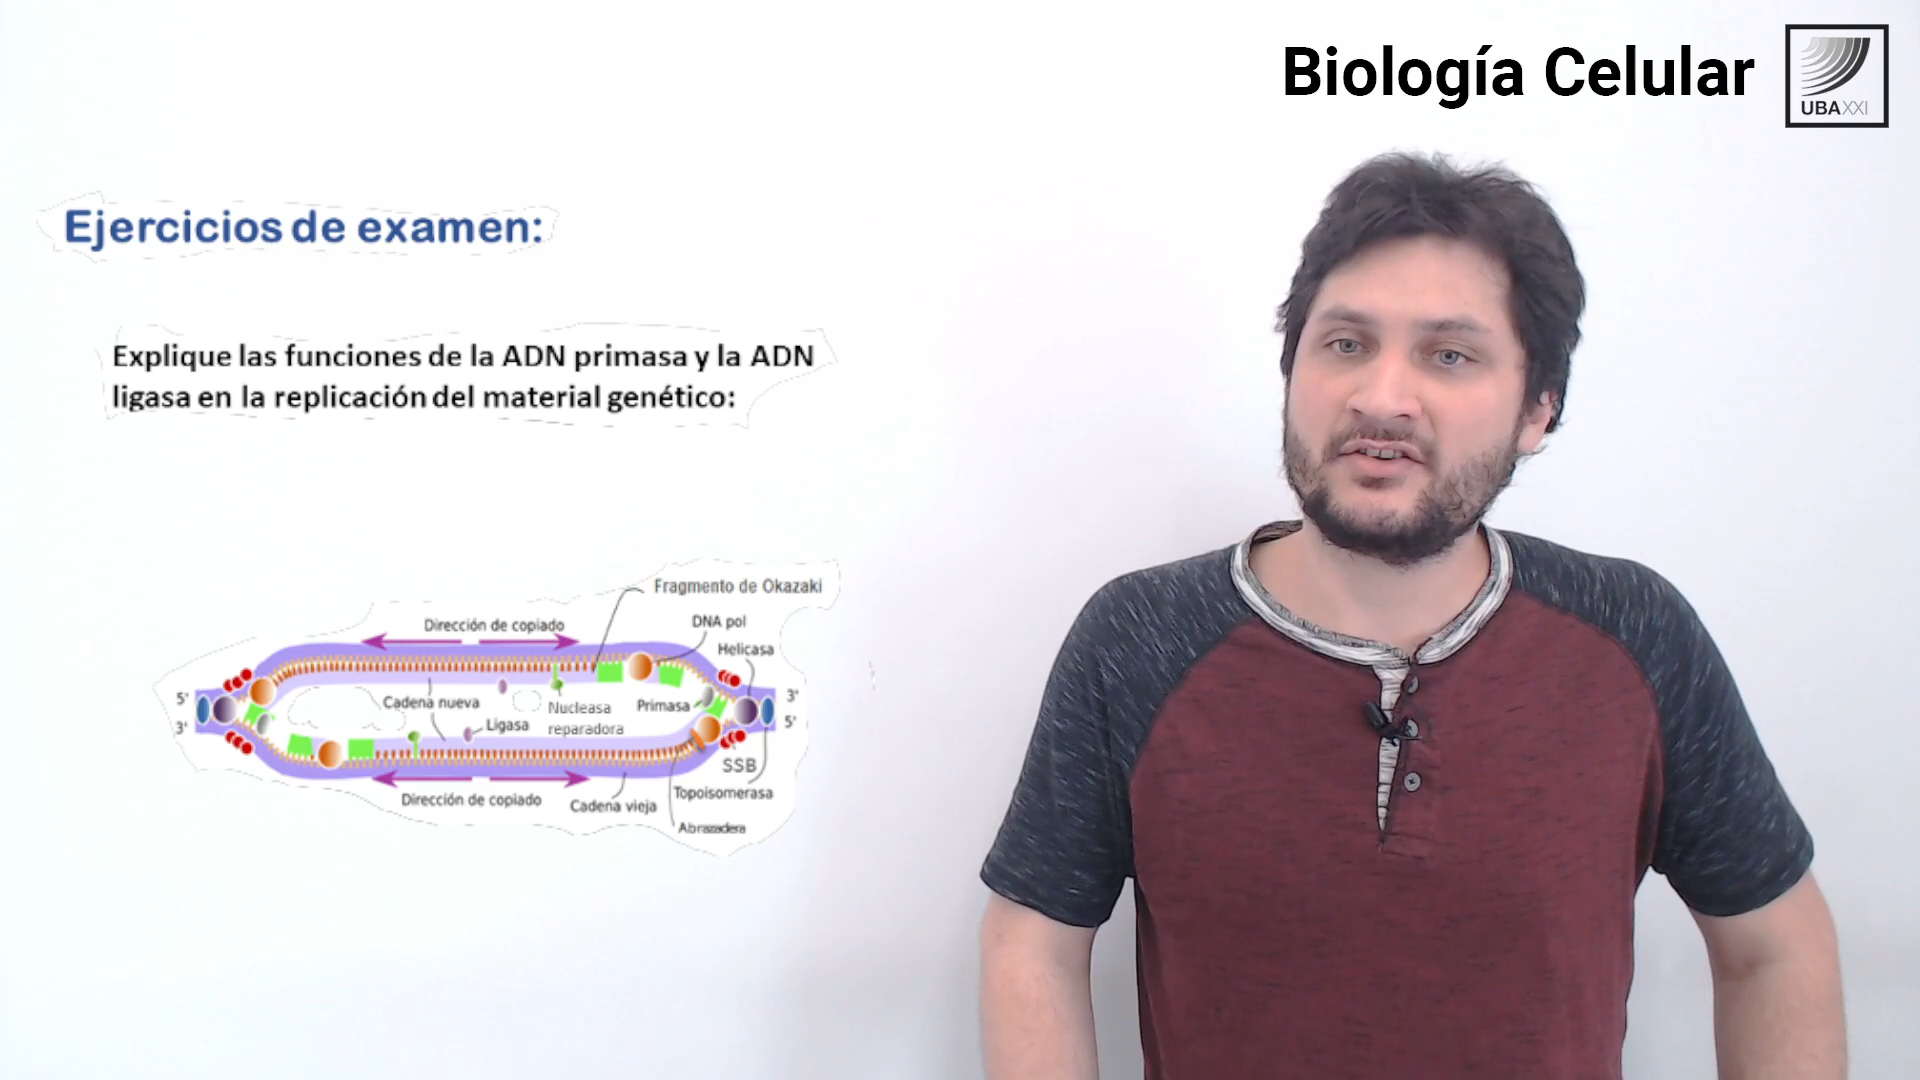 Biología Celular
UBAXXI
Ejercicios de examen:
Explique las funciones de la ADN primasa y la ADN
ligasa en la replicación del material genético:
Fragmento de Okazaki
Dirección de copiado
DNA pol
Helicasa
5'
3'
3'
5'
Cadena nueva
Ligasa
Nucleasa
reparadora
Primasa
SSB
Topoisomerasa
Dirección de copiado
Cadena vieja
Abrazadera